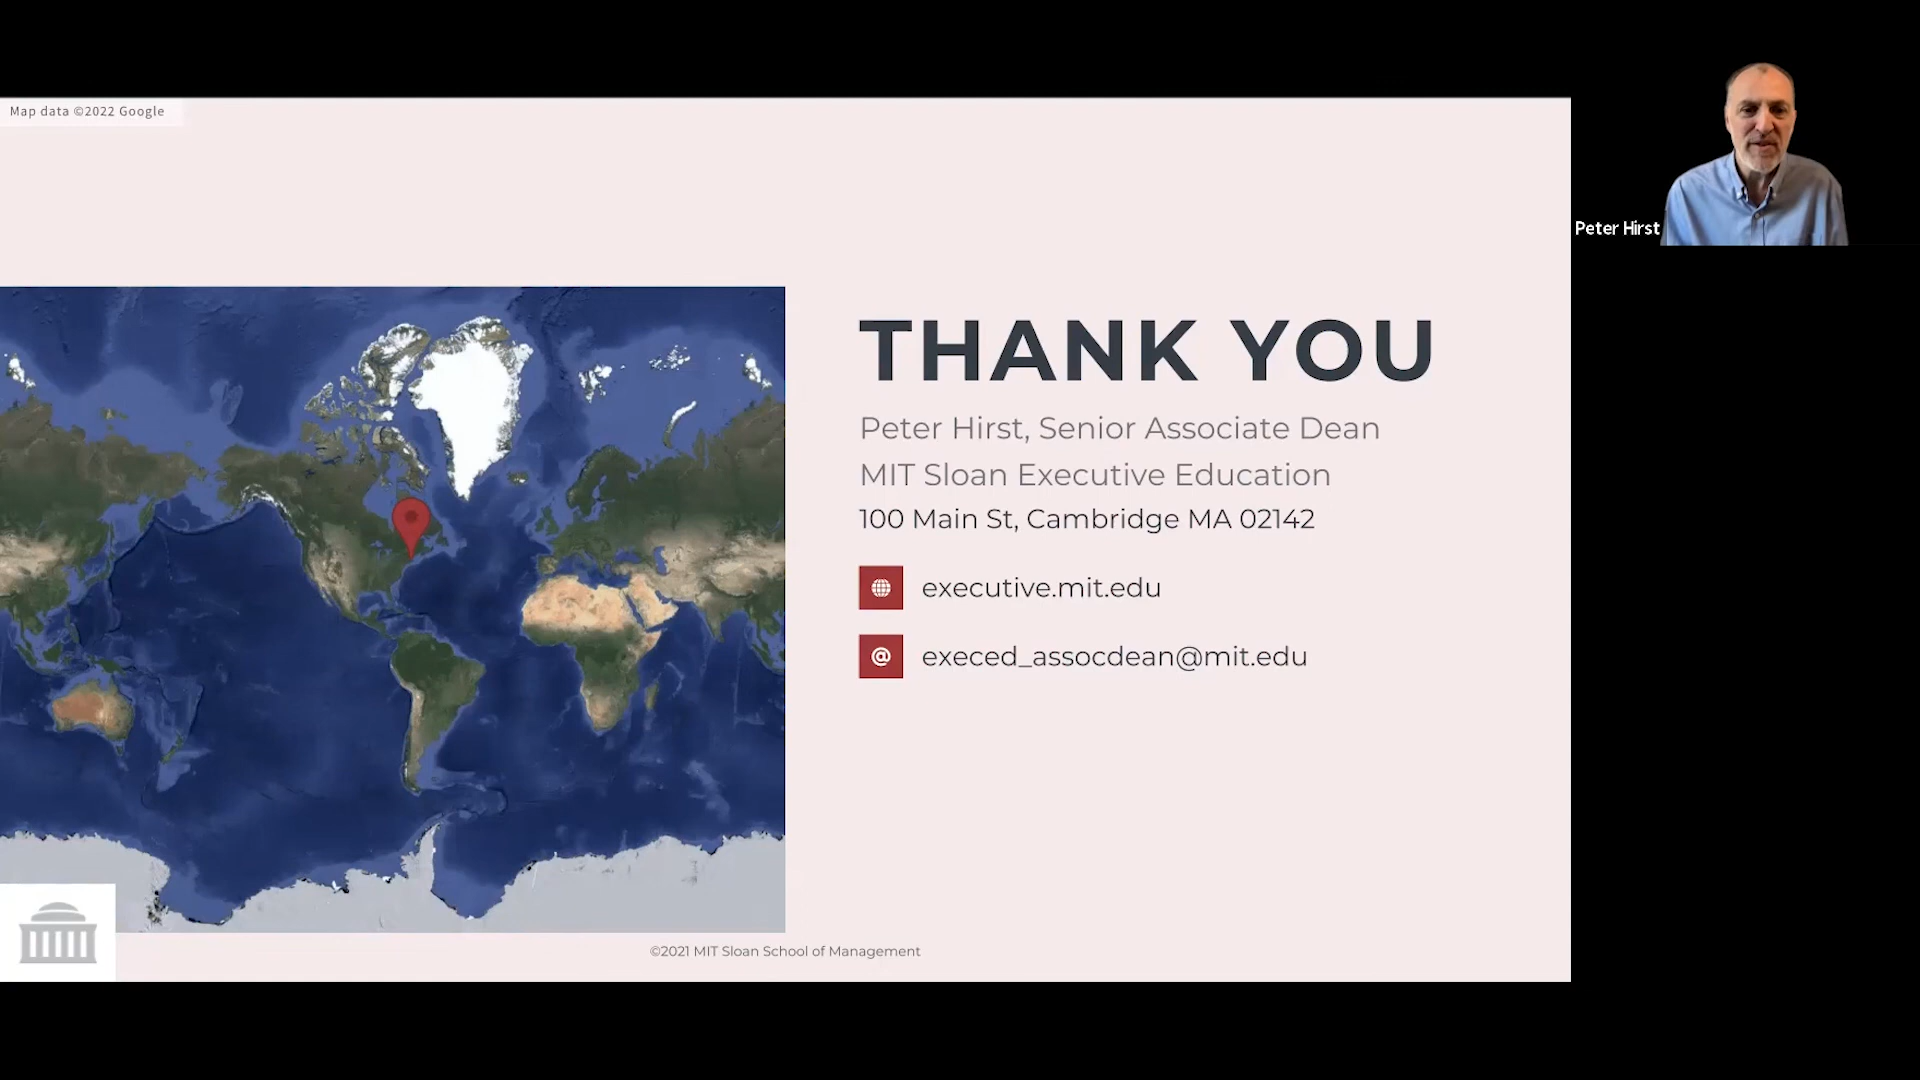 Map data ©2022 Google
Peter Hirst
THANK YOU
Peter Hirst, Senior Associate Dean
MIT Sloan Executive Education
100 Main St, Cambridge MA 02142
executive.mit.edu
@ execed_assocdean@mit.edu
©2021 MIT Sloan School of Management